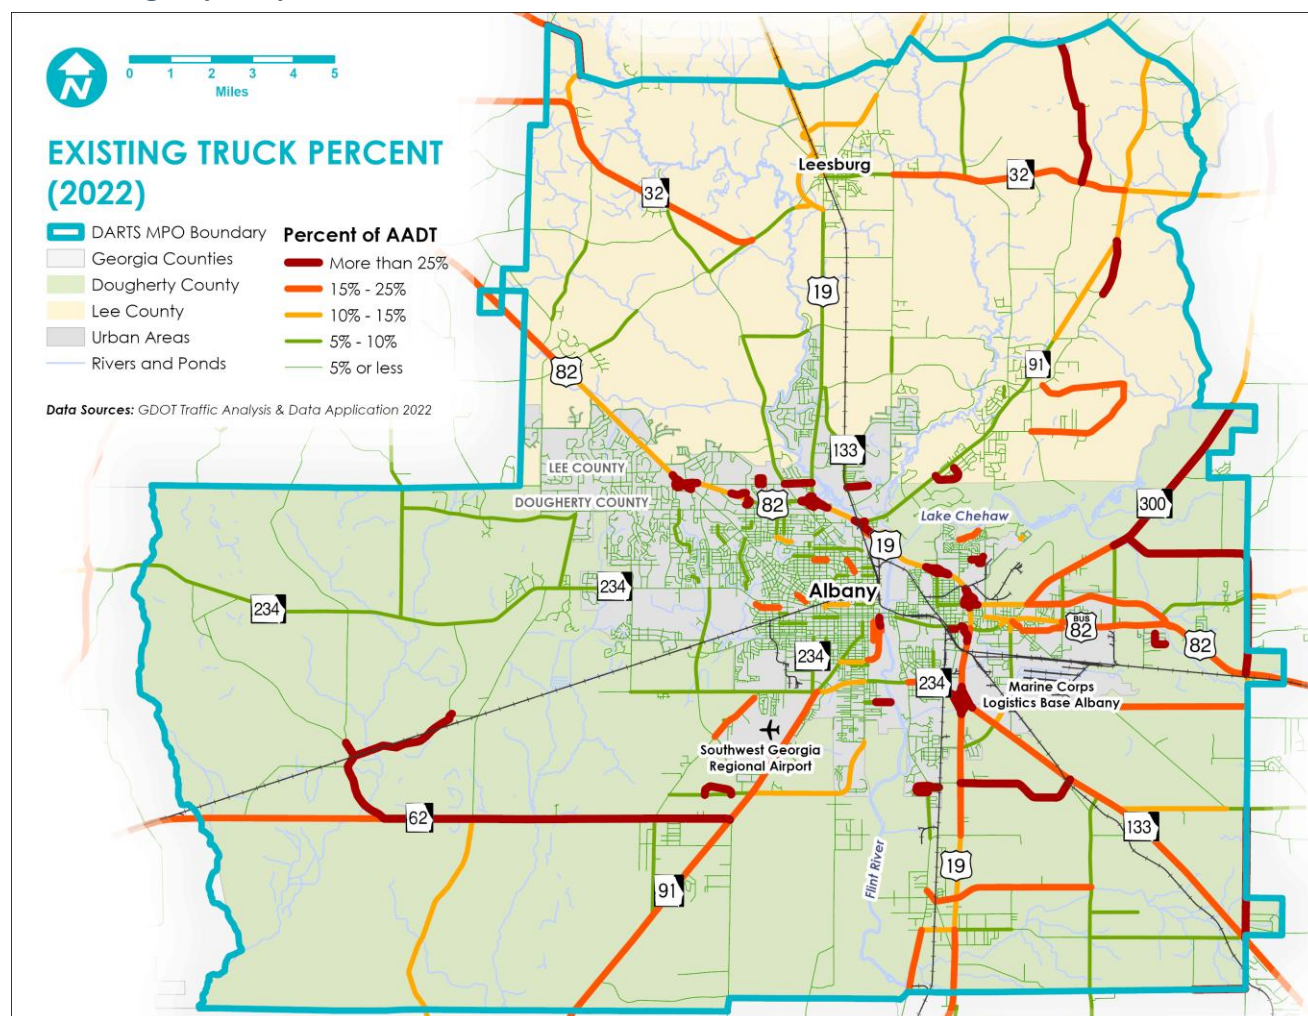 N
0 1 2 3 4 5
Miles
EXISTING TRUCK PERCENT
(2022)
DARTS MPO Boundary
Georgia Counties
Dougherty County
Lee County
Urban Areas
Rivers and Ponds
Percent of AADT
More than 25%
15% - 25%
10% - 15%
5% - 10%
5% or less
Data Sources: GDOT Traffic Analysis & Data Application 2022
Leesburg
32
32
19
82
91
133
LEE COUNTY
DOUGHERTY COUNTY
82
300
Lake Chehaw
19
234
234
Albany
BUS
82
82
234
234
Marine Corps
Logistics Base Albany
Southwest Georgia
Regional Airport
62
133
Flint River
19
91